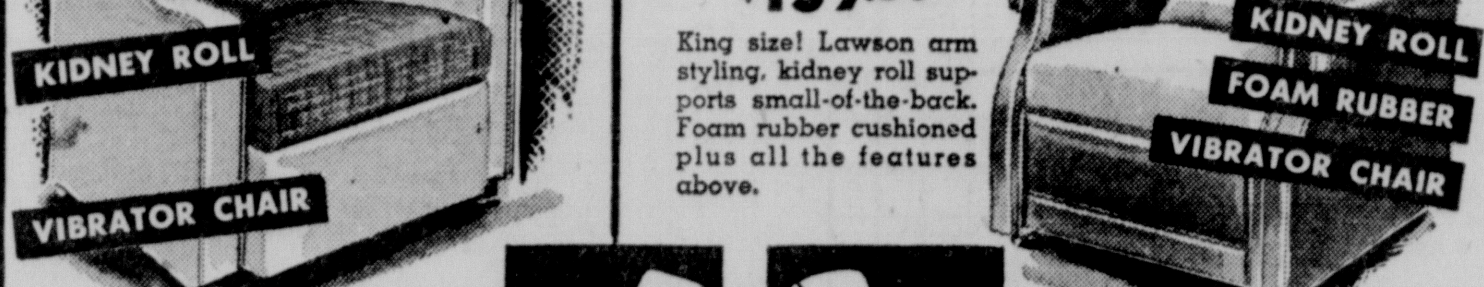 KIDNEY ROLL
VIBRATOR CHAIR
King size! Lawson arm
styling, kidney roll sup-
ports small-of-the-back.
Foam rubber cushioned
plus all the features
above.
KIDNEY ROLL
FOAM RUBBER
VIBRATOR CHAIR